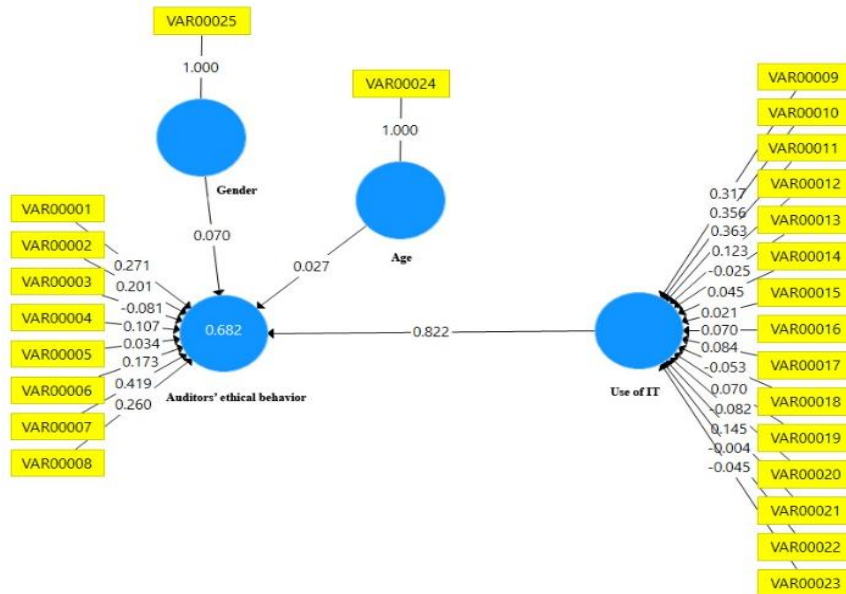 VAR00025
1.000
VAR00024
1.000
Gender
Age
0.070
0.027
VAR00001
VAR00002
VAR00003
VAR00004
VAR00005
VAR00006
VAR00007
VAR00008
0.271
0.201
-0.081
0.107
0.034
0.173
0.419
0.260
0.682
Auditors' ethical behavior
0.822
Use of IT
0.317
0.356
0.363
0.123
-0.025
0.045
0.021
0.070
0.084
-0.053
0.070
-0.082
0.145
-0.004
-0.045
VAR00009
VAR00010
VAR00011
VAR00012
VAR00013
VAR00014
VAR00015
VAR00016
VAR00017
VAR00018
VAR00019
VAR00020
VAR00021
VAR00022
VAR00023